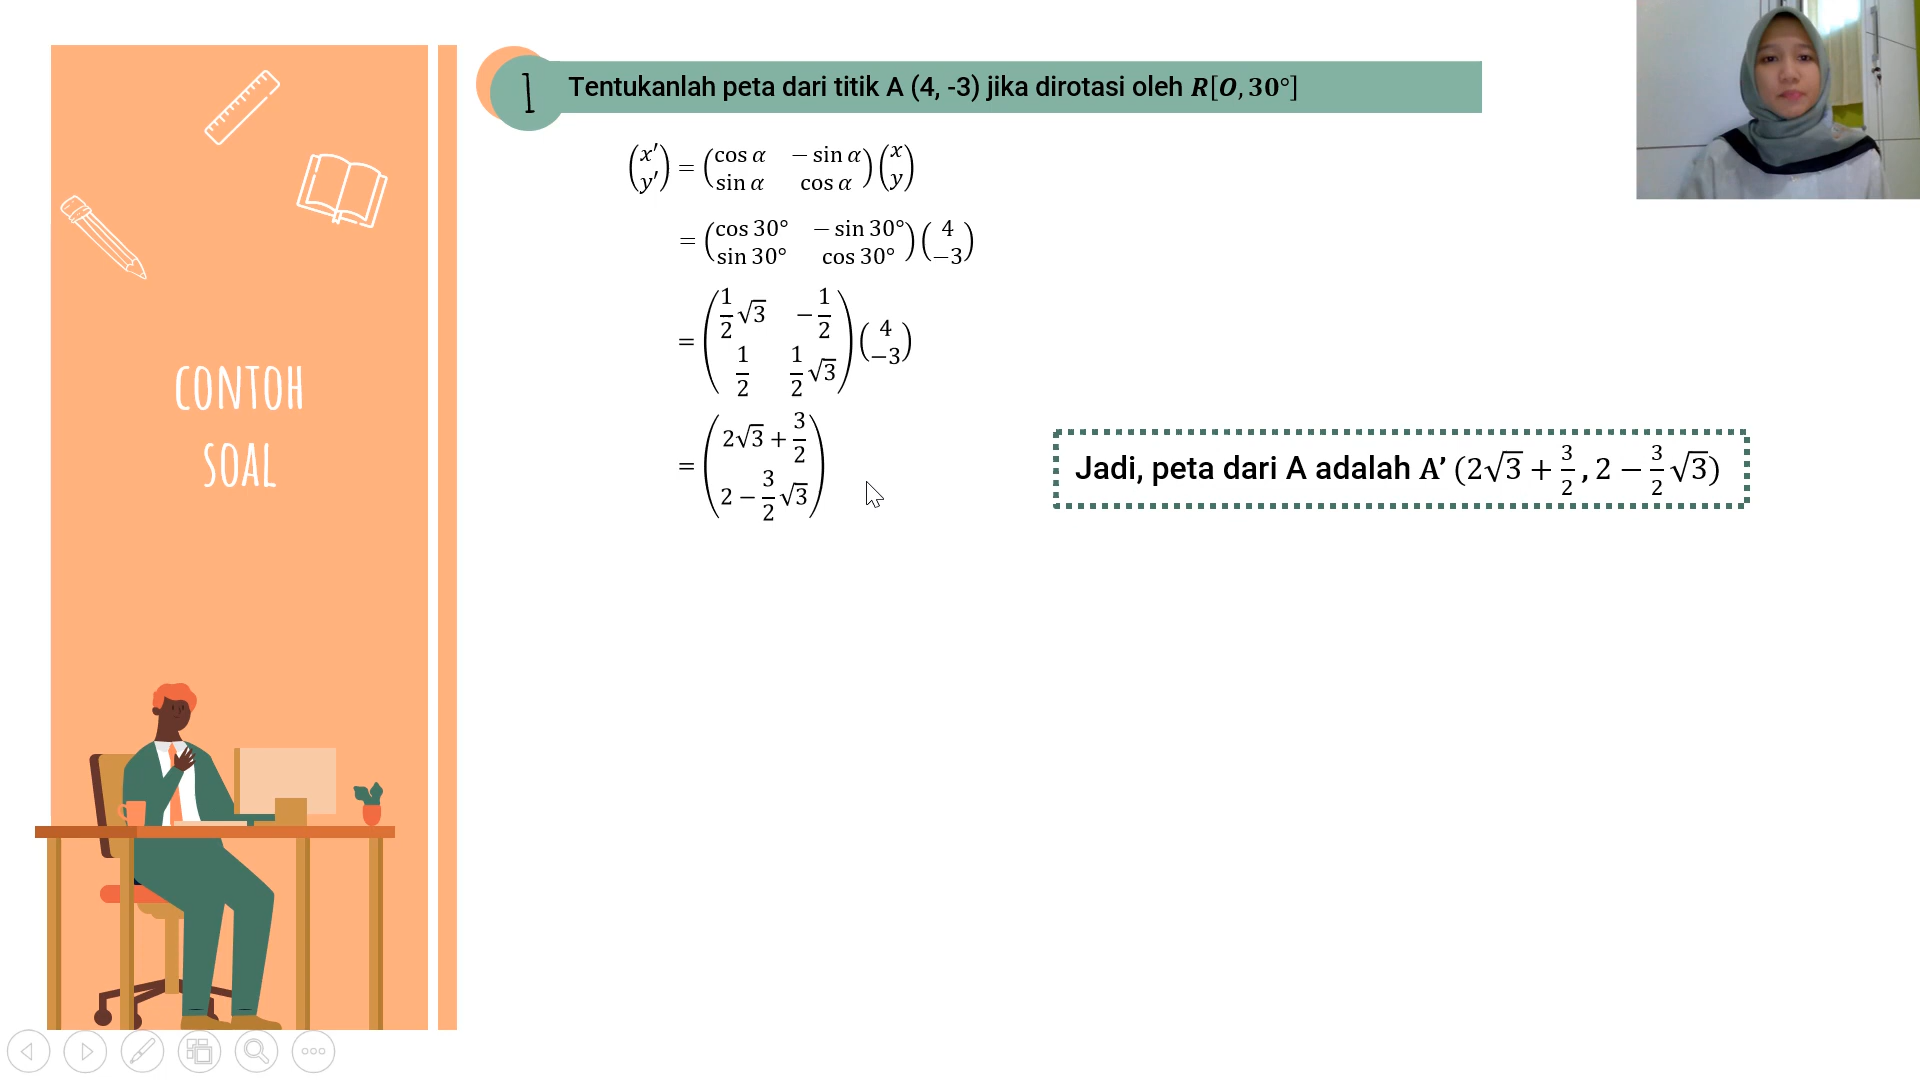 CONTOH
SOAL
1 Tentukanlah peta dari titik A (4, -3) jika dirotasi oleh R[O, 30°]
(x′ y′) = (cos α − sin α sin α cos α)(x y)
= (cos 30° − sin 30° sin 30° cos 30°)(4 −3)
= (1/2 √3 −1/2 1/2 1/2 √3)(4 −3)
= (2√3 + 3/2 2 − 3/2 √3)
Jadi, peta dari A adalah A’ (2√3 + 3/2 , 2 − 3/2 √3)